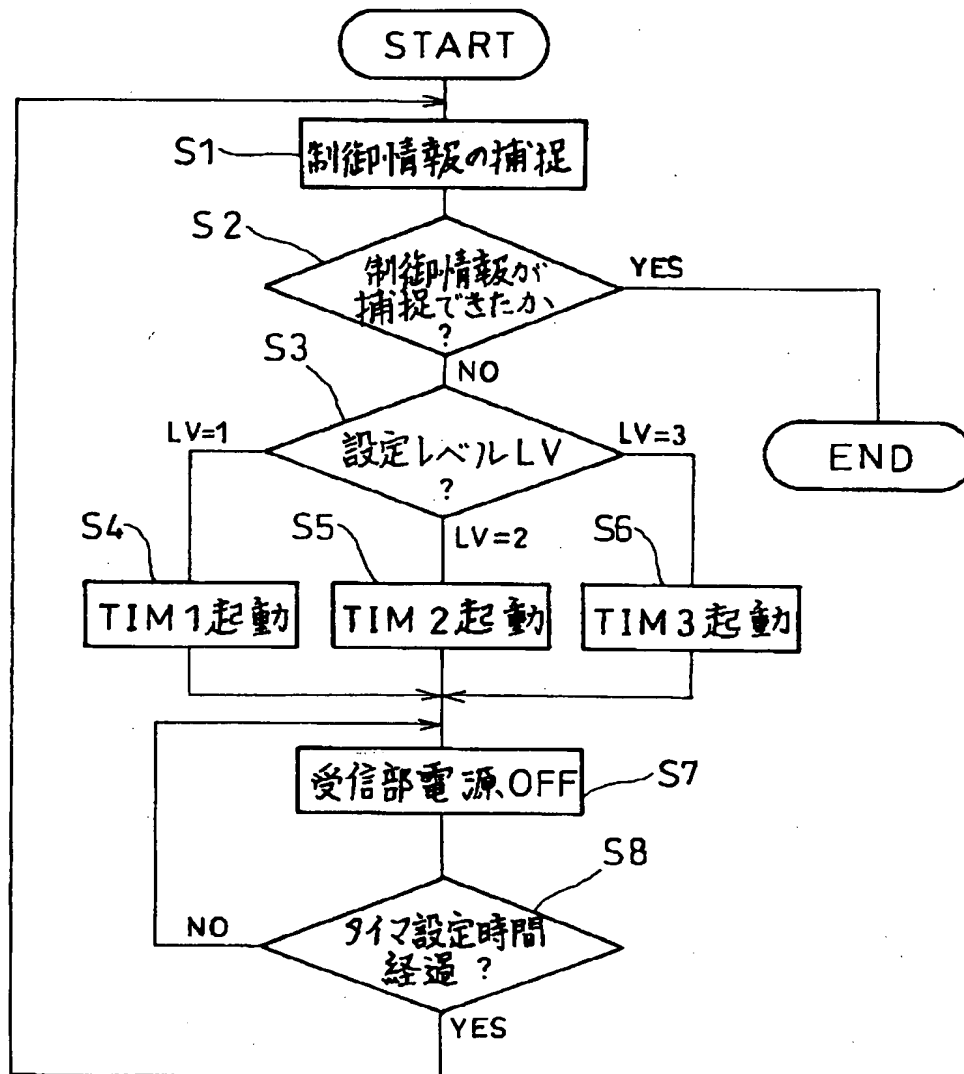 START
S1
制御情報の捕捉
S2
制御情報が
捕捉できたか
?
YES
S3
NO
LV=1
設定レベルLV
?
LV=3
END
LV=2
S4
S5
S6
TIM1起動
TIM2起動
TIM3起動
受信部電源OFF
S7
S8
NO
タイマ設定時間
経過?
YES